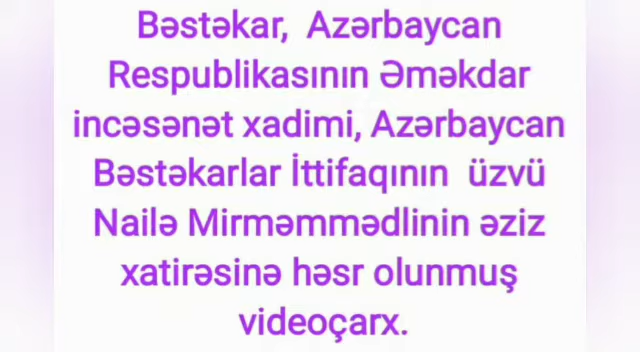 Bəstəkar, Azərbaycan
Respublikasının Əməkdar
incəsənət xadimi, Azərbaycan
Bəstəkarlar İttifaqının üzvü
Nailə Mirməmmədlinin əziz
xatirəsinə həsr olunmuş
videoçarx.